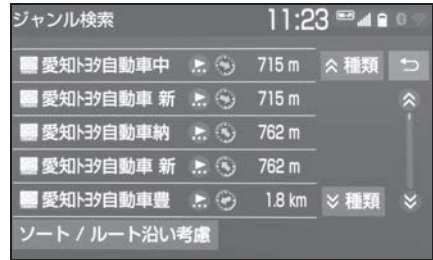 ジャンル検索 11:23 0
愛知トヨタ自動車中 715 m 種類
愛知トヨタ自動車 新 715 m
愛知トヨタ自動車納 762 m
愛知トヨタ自動車 新 762 m
愛知トヨタ自動車豊 1.8 km 種類
ソート / ルート沿い考慮